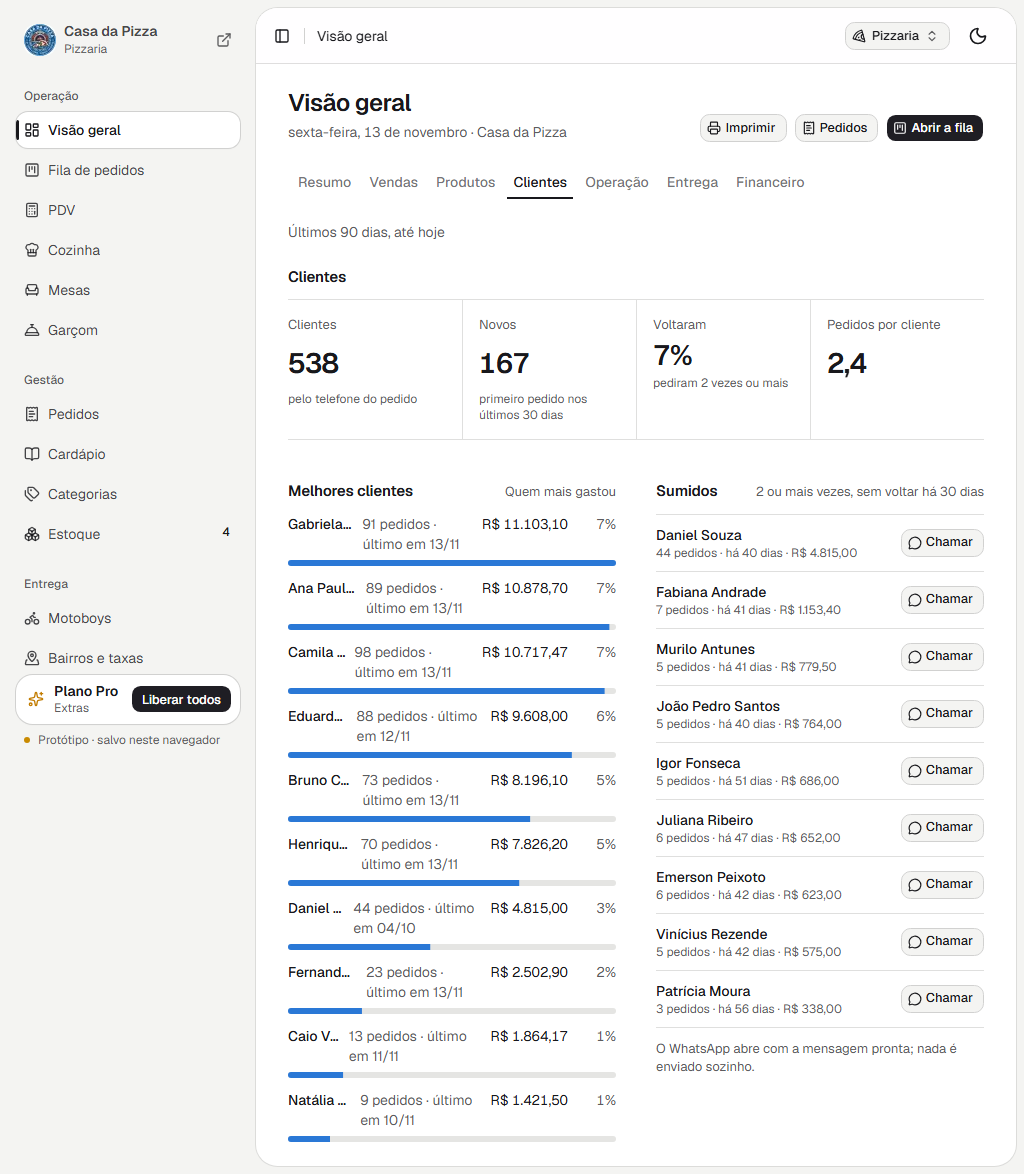 Casa da Pizza
Pizzaria
Operação
Visão geral
Fila de pedidos
PDV
Cozinha
Mesas
Garçom
Gestão
Pedidos
Cardápio
Categorias
Estoque 4
Entrega
Motoboys
Bairros e taxas
Plano Pro
Extras
Liberar todos
Protótipo · salvo neste navegador
Visão geral
Pizzaria
Visão geral
sexta-feira, 13 de novembro · Casa da Pizza
Imprimir Pedidos Abrir a fila
Resumo Vendas Produtos Clientes Operação Entrega Financeiro
Últimos 90 dias, até hoje
Clientes
Clientes
538
pelo telefone do pedido
Novos
167
primeiro pedido nos
últimos 30 dias
Voltaram
7%
pediram 2 vezes ou mais
Pedidos por cliente
2,4
Melhores clientes Quem mais gastou
Gabriela... 91 pedidos · R$ 11.103,10 7%
último em 13/11
Ana Paul... 89 pedidos · R$ 10.878,70 7%
último em 13/11
Camila ... 98 pedidos · R$ 10.717,47 7%
último em 13/11
Eduard... 88 pedidos · último R$ 9.608,00 6%
em 12/11
Bruno C... 73 pedidos · R$ 8.196,10 5%
último em 13/11
Henriqu... 70 pedidos · R$ 7.826,20 5%
último em 13/11
Daniel ... 44 pedidos · último R$ 4.815,00 3%
em 04/10
Fernand... 23 pedidos · R$ 2.502,90 2%
último em 13/11
Caio V... 13 pedidos · último R$ 1.864,17 1%
em 11/11
Natália ... 9 pedidos · último R$ 1.421,50 1%
em 10/11
Sumidos 2 ou mais vezes, sem voltar há 30 dias
Daniel Souza
44 pedidos · há 40 dias · R$ 4.815,00
Chamar
Fabiana Andrade
7 pedidos · há 41 dias · R$ 1.153,40
Chamar
Murilo Antunes
5 pedidos · há 41 dias · R$ 779,50
Chamar
João Pedro Santos
5 pedidos · há 40 dias · R$ 764,00
Chamar
Igor Fonseca
5 pedidos · há 51 dias · R$ 686,00
Chamar
Juliana Ribeiro
6 pedidos · há 47 dias · R$ 652,00
Chamar
Emerson Peixoto
6 pedidos · há 42 dias · R$ 623,00
Chamar
Vinícius Rezende
5 pedidos · há 42 dias · R$ 575,00
Chamar
Patrícia Moura
3 pedidos · há 56 dias · R$ 338,00
Chamar
O WhatsApp abre com a mensagem pronta; nada é
enviado sozinho.